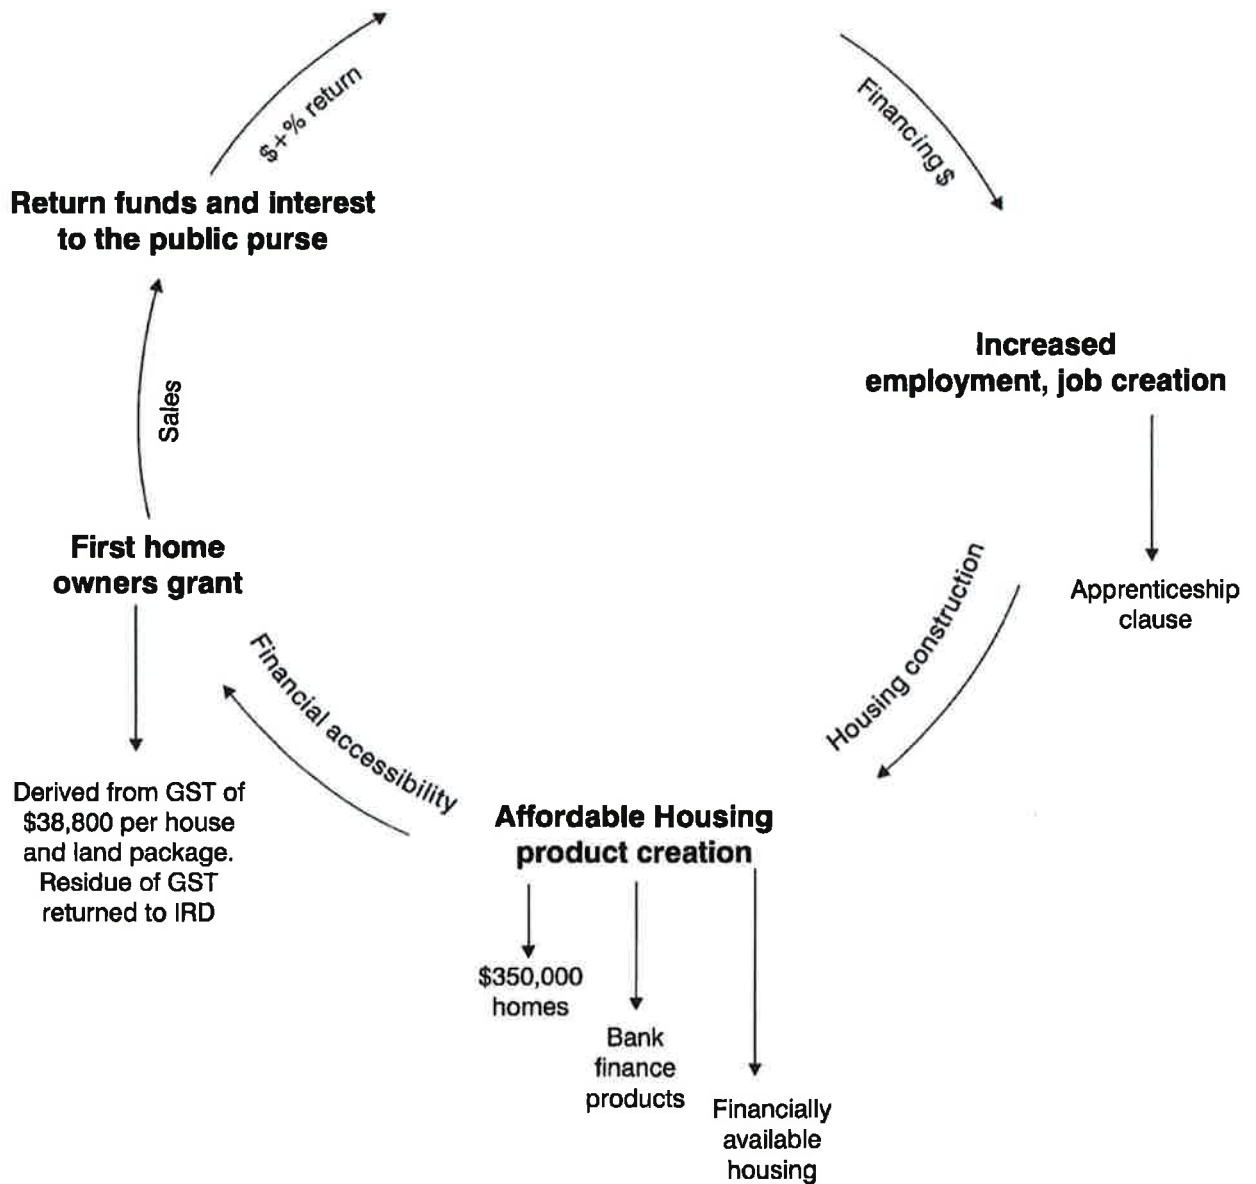 $+% return
Financing $
Return funds and interest
to the public purse
Increased
employment, job creation
Sales
First home
owners grant
Housing construction
Apprenticeship
clause
Financial accessibility
Derived from GST of
$38,800 per house
and land package.
Residue of GST
returned to IRD
Affordable Housing
product creation
$350,000
homes
Bank
finance
products
Financially
available
housing